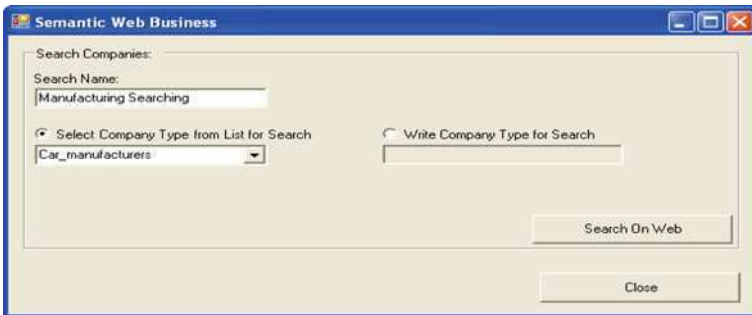 Semantic Web Business
Search Companies:
Search Name:
Manufacturing Searching
Select Company Type from List for Search
Write Company Type for Search
Car_manufacturers
Search On Web
Close